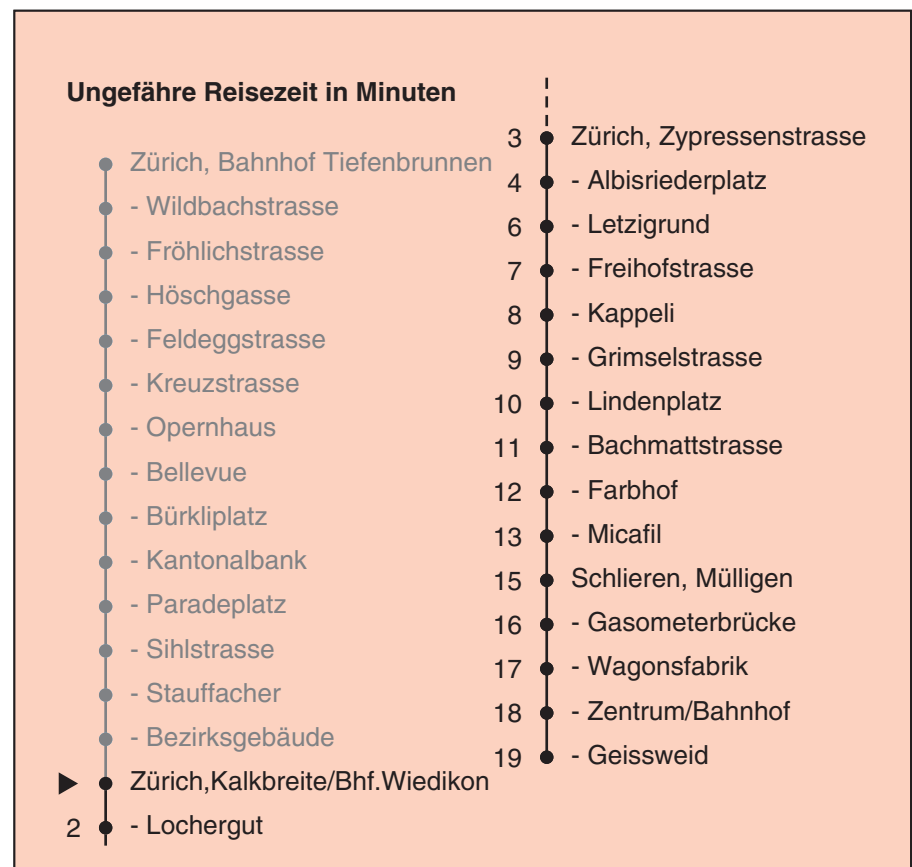 Ungefähre Reisezeit in Minuten
Zürich, Bahnhof Tiefenbrunnen
- Wildbachstrasse
- Fröhlichstrasse
- Höschgasse
- Feldeggstrasse
- Kreuzstrasse
- Opernhaus
- Bellevue
- Bürkliplatz
- Kantonalbank
- Paradeplatz
- Sihlstrasse
- Stauffacher
- Bezirksgebäude
Zürich,Kalkbreite/Bhf.Wiedikon
2 - Lochergut
3 Zürich, Zypressenstrasse
4 - Albisriederplatz
6 - Letzigrund
7 - Freihofstrasse
8 - Kappeli
9 - Grimselstrasse
10 - Lindenplatz
11 - Bachmattstrasse
12 - Farbhof
13 - Micafil
15 Schlieren, Mülligen
16 - Gasometerbrücke
17 - Wagonsfabrik
18 - Zentrum/Bahnhof
19 - Geissweid